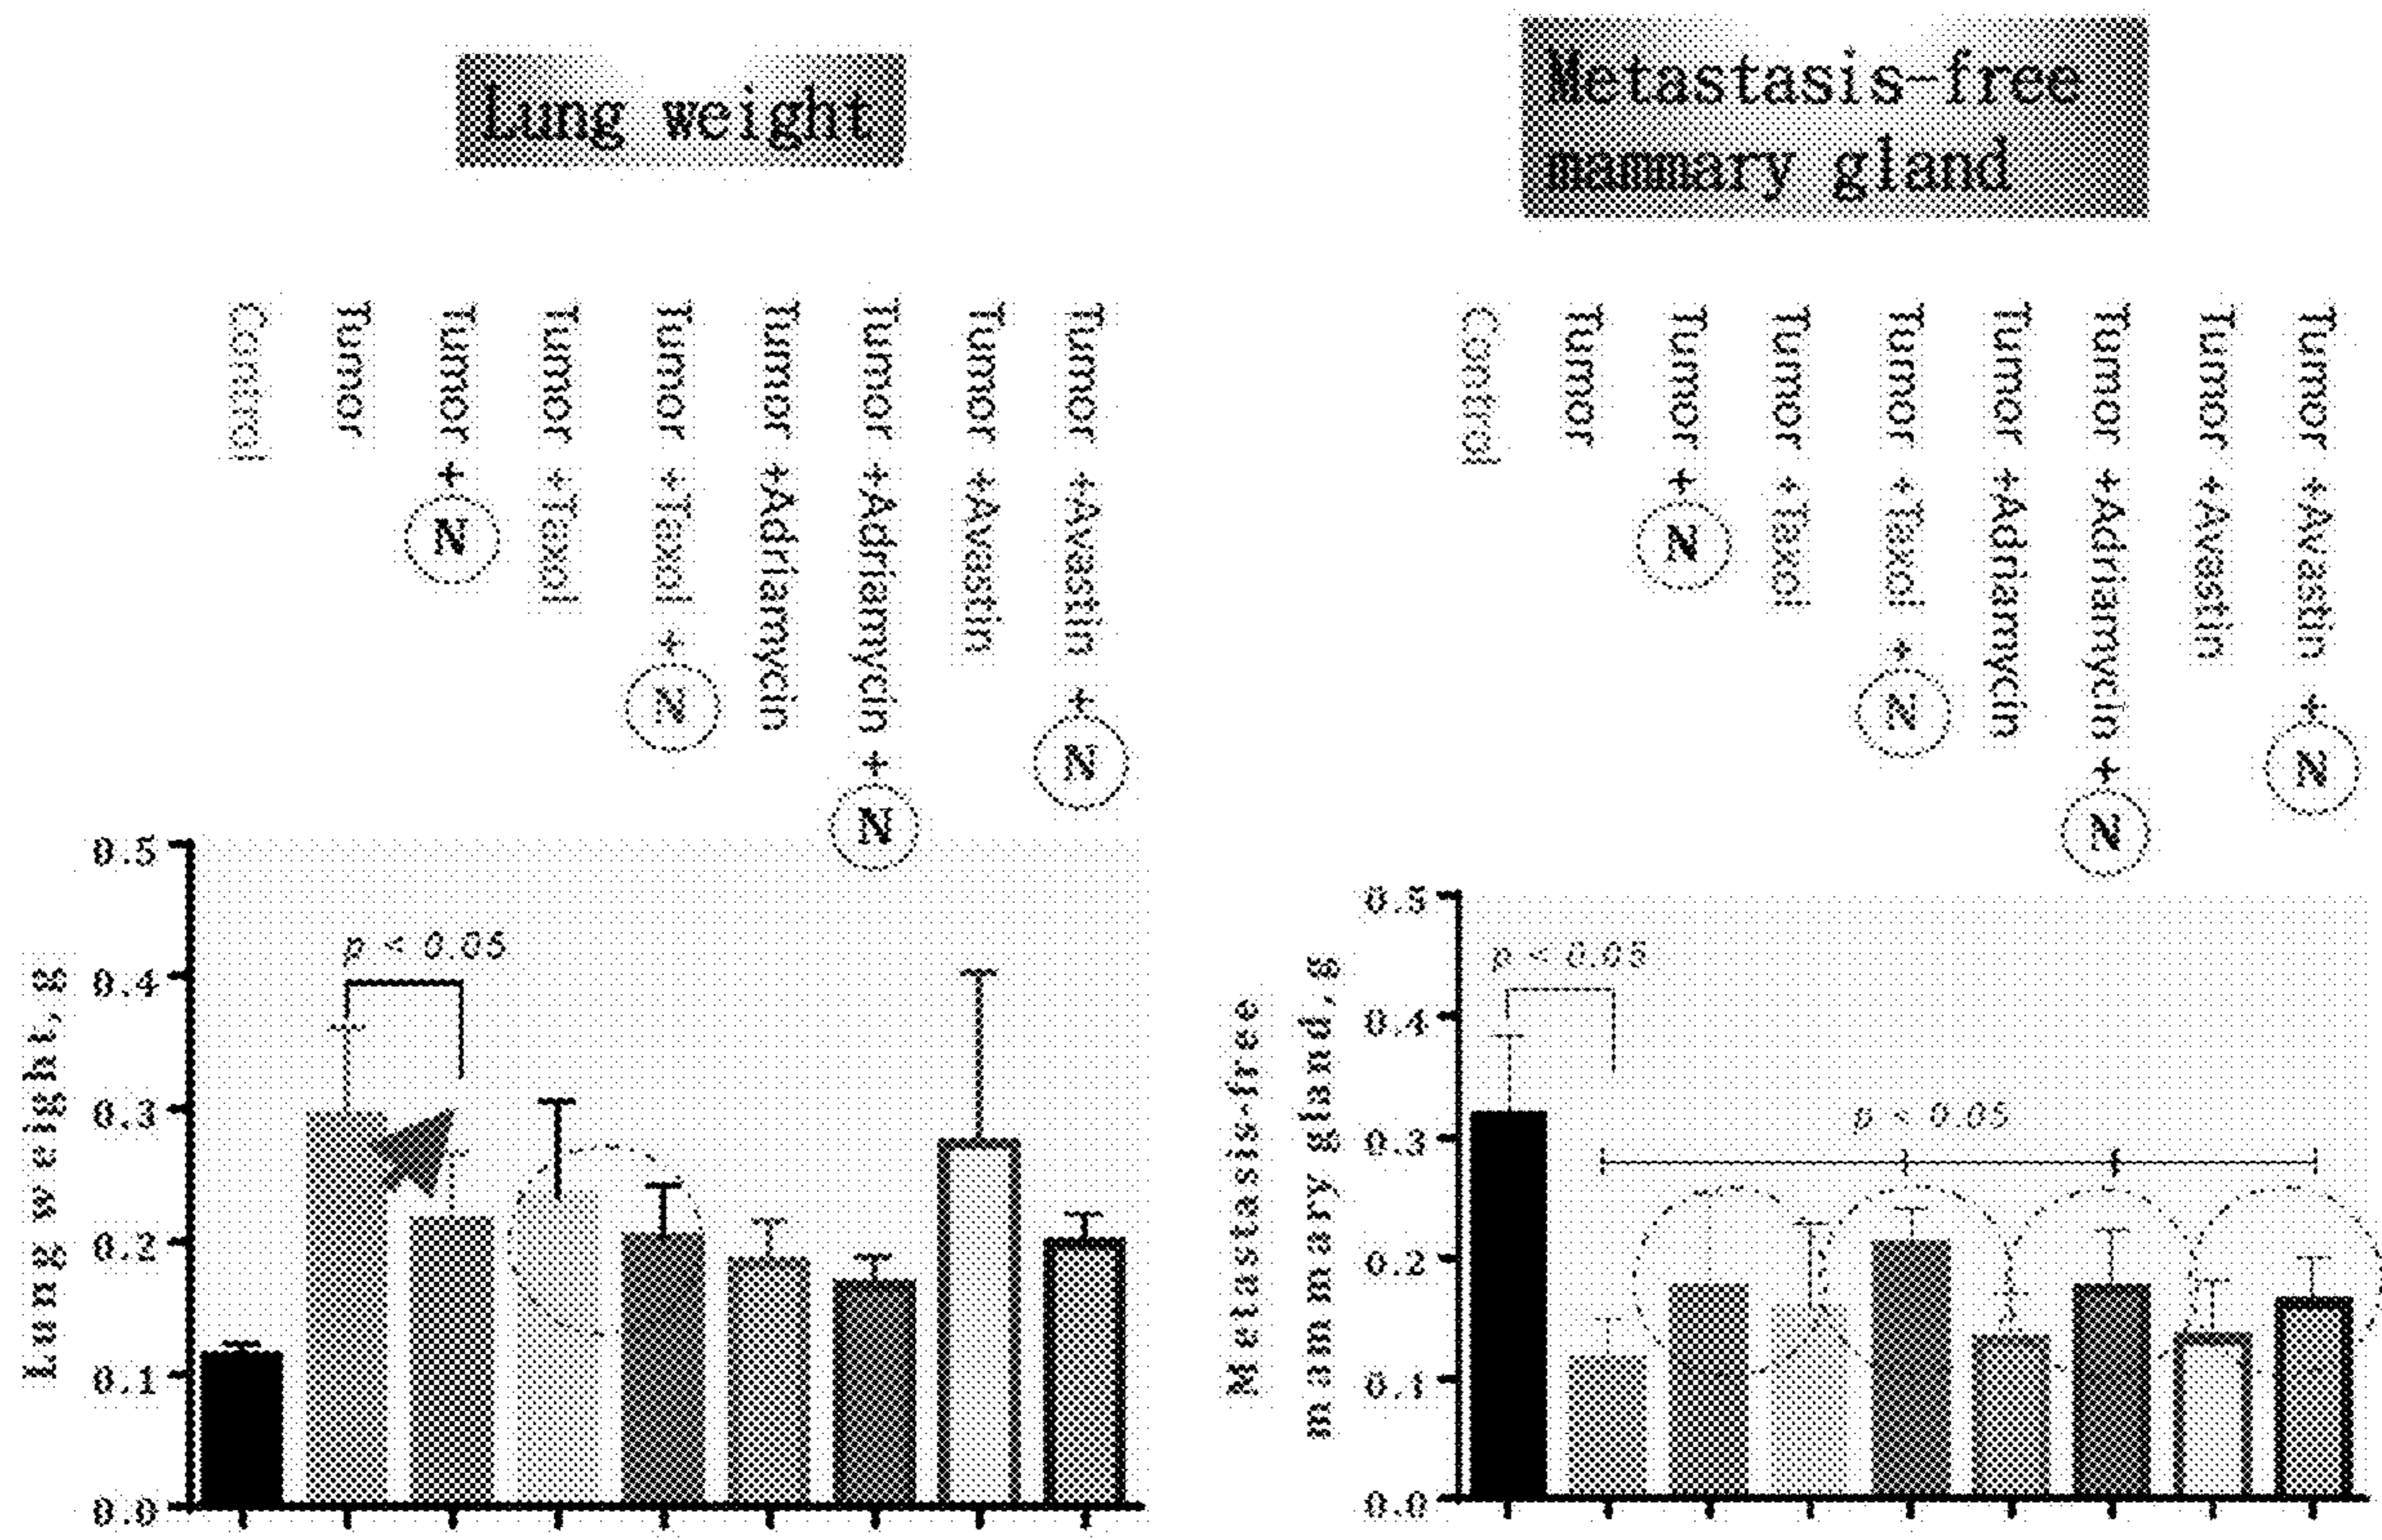 Lung weight
Control
Tumor
Tumor + N
Tumor +Taxol
Tumor +Taxol + N
Tumor +Adriamycin
Tumor +Adriamycin + N
Tumor +Avastin
Tumor +Avastin + N
Lung weight,g
0.5
0.4
0.3
0.2
0.1
0.0
p < 0.05
Metastasis-free
mammary gland
Control
Tumor
Tumor + N
Tumor +Taxol
Tumor +Taxol + N
Tumor +Adriamycin
Tumor +Adriamycin + N
Tumor +Avastin
Tumor +Avastin + N
Metastasis-free
mammary gland,g
0.5
0.4
0.3
0.2
0.1
0.0
p < 0.05
p < 0.05